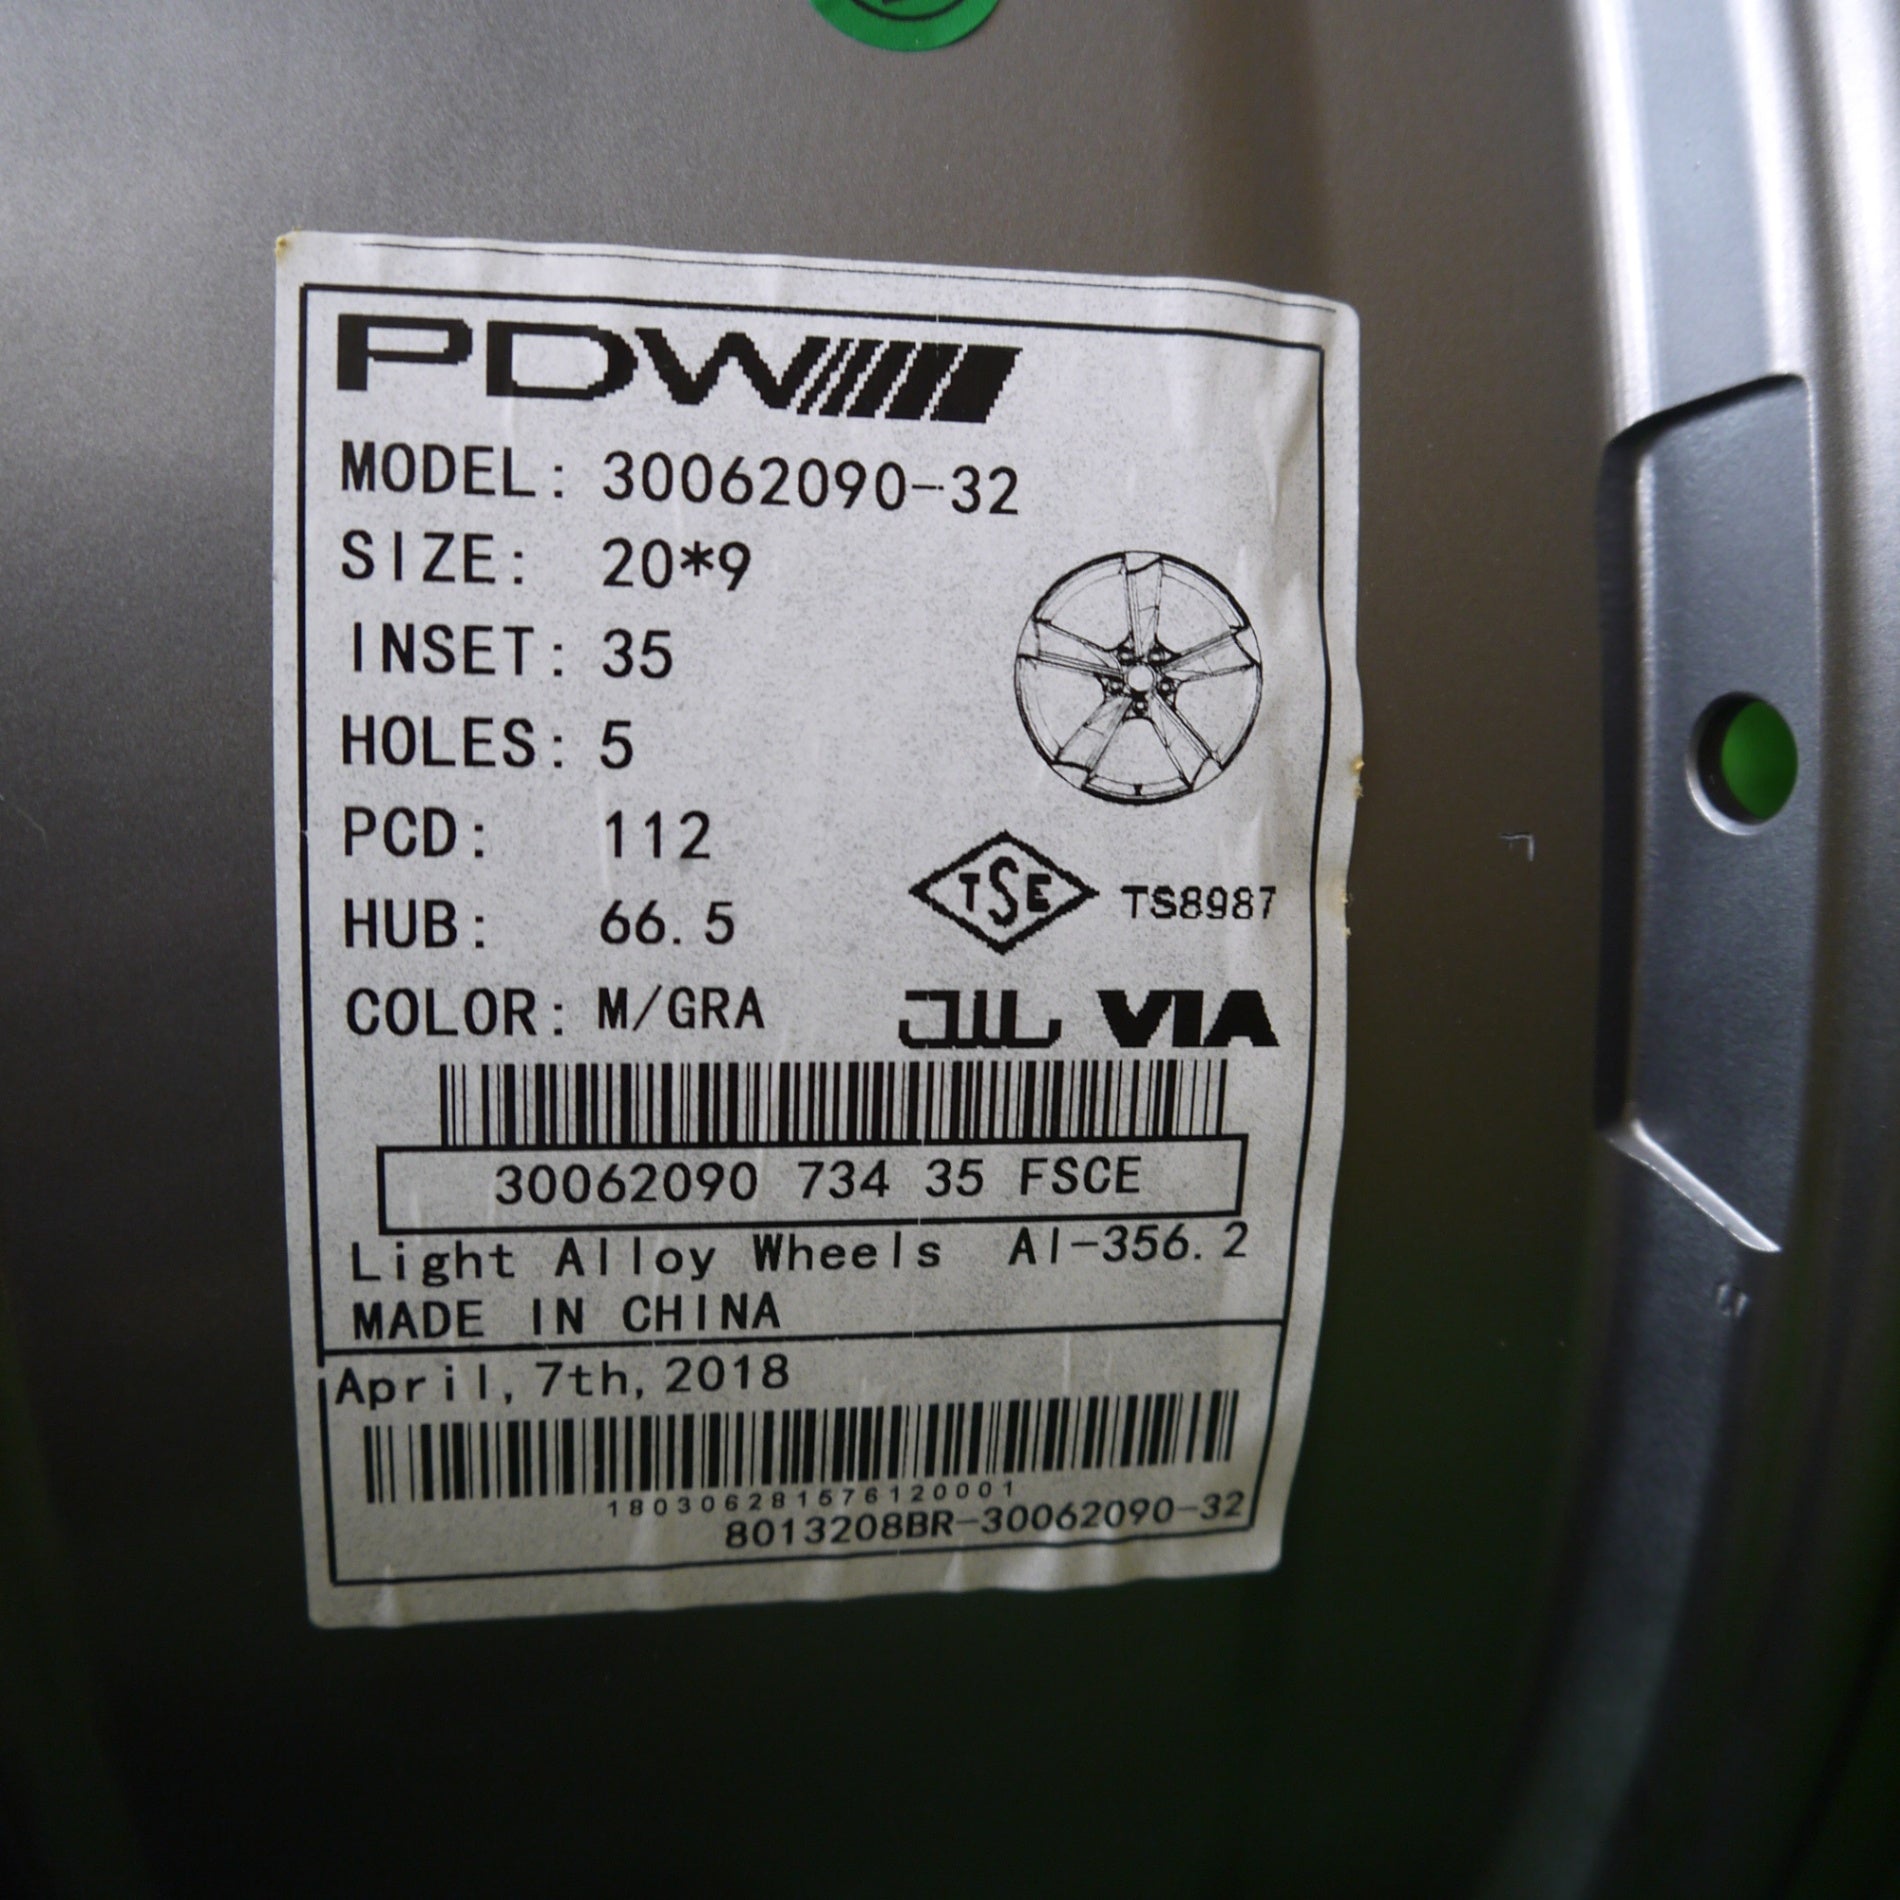 PDW
MODEL: 30062090-32
SIZE: 20*9
INSET: 35
HOLES: 5
PCD: 112
HUB: 66.5
COLOR: M/GRA
TSE TS8987
JWL VIA
30062090 734 35 FSCE
Light Alloy Wheels Al-356.2
MADE IN CHINA
April, 7th, 2018
180306281576120001
8013208BR-30062090-32